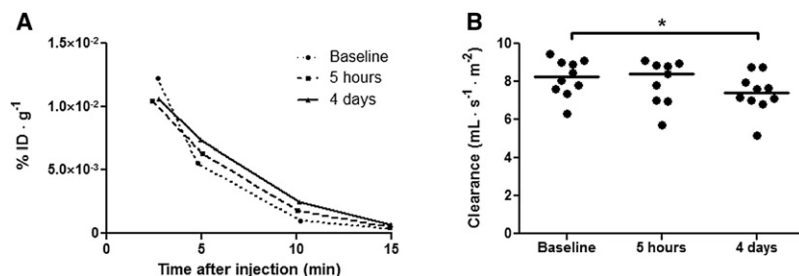 A
% ID · g⁻¹
1.5×10⁻²
1.0×10⁻²
5.0×10⁻³
0
0 5 10 15
Time after injection (min)
Baseline
5 hours
4 days
B
*
Clearance (mL · s⁻¹ · m⁻²)
10
8
6
4
2
0
Baseline 5 hours 4 days